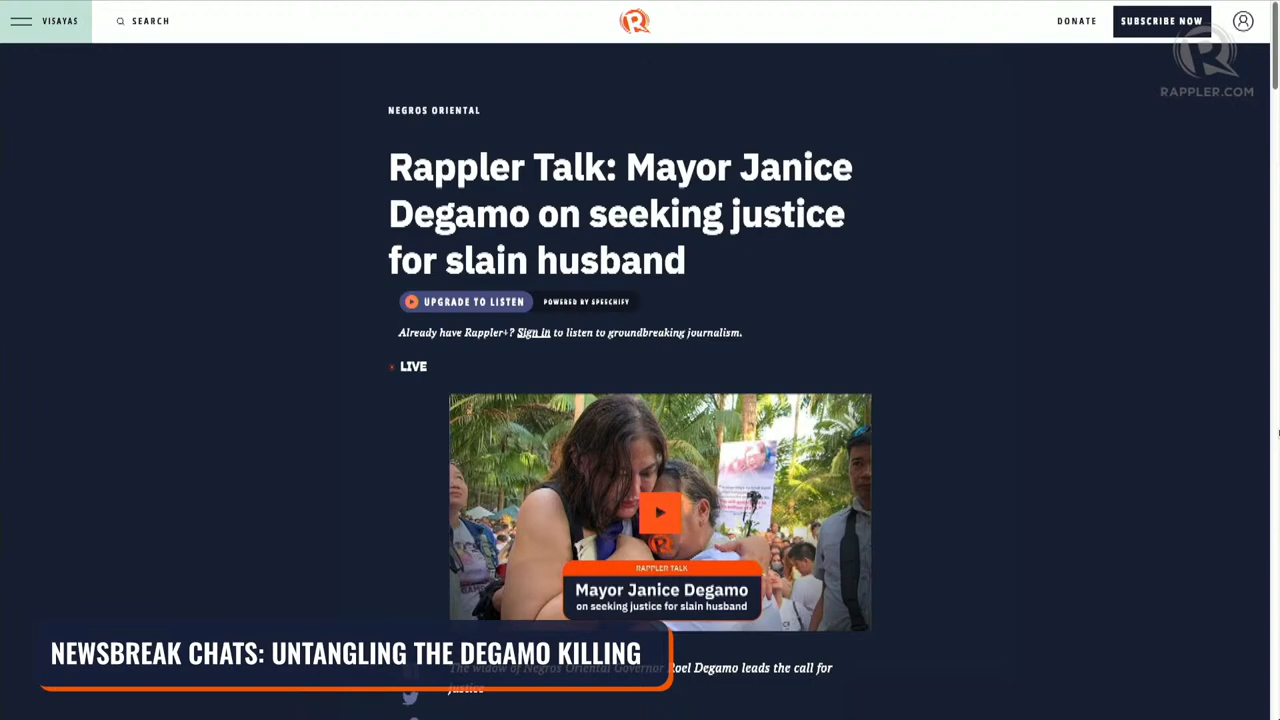 VISAYAS
SEARCH
DONATE
SUBSCRIBE NOW
RAPPLER.COM
NEGROS ORIENTAL
Rappler Talk: Mayor Janice
Degamo on seeking justice
for slain husband
UPGRADE TO LISTEN
POWERED BY SPEECHIFY
Already have Rappler+? Sign in to listen to groundbreaking journalism.
LIVE
RAPPLER TALK
Mayor Janice Degamo
on seeking justice for slain husband
NEWSBREAK CHATS: UNTANGLING THE DEGAMO KILLING
The widow of Negros Oriental Governor Roel Degamo leads the call for
justice